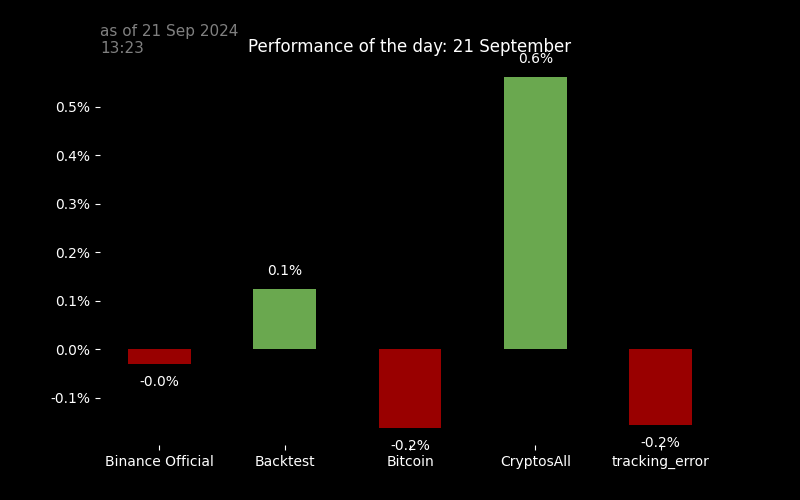 as of 21 Sep 2024
13:23
Performance of the day: 21 September
0.6%
0.5%
0.4%
0.3%
0.2%
0.1%
0.1%
0.0%
-0.0%
-0.1%
-0.2%
-0.2%
Binance Official
Backtest
Bitcoin
CryptosAll
tracking_error